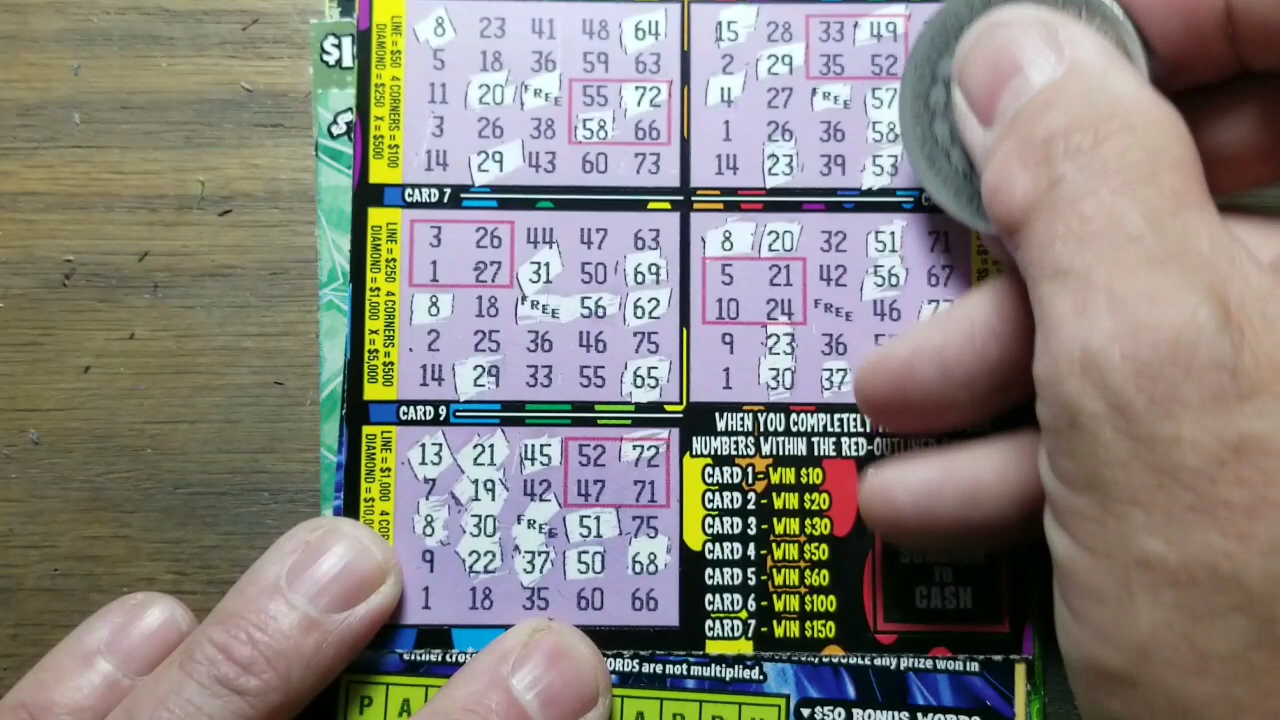 $1
LINE = $50 4 CORNERS = $100
DIAMOND = $250 X = $500
8 23 41 48 64
5 18 36 59 63
11 20 FREE 55 72
3 26 38 58 66
14 29 43 60 73
15 28 33 49
2 29 35 52
4 27 FREE 57
1 26 36 58
14 23 39 53
CARD 7
LINE = $250 4 CORNERS = $500
DIAMOND = $1,000 X = $5,000
3 26 44 47 63
1 27 31 50 69
8 18 FREE 56 62
2 25 36 46 75
14 29 33 55 65
8 20 32 51 71
5 21 42 56 67
10 24 FREE 46
9 23 36
1 30 37
CARD 9
LINE = $1,000
13 21 45 52 72
7 19 42 47 71
8 30 FREE 51 75
9 22 37 50 68
1 18 35 60 66
WHEN YOU COMPLETELY
NUMBERS WITHIN THE RED-OUTLINED
CARD 1 - WIN $10
CARD 2 - WIN $20
CARD 3 - WIN $30
CARD 4 - WIN $50
CARD 5 - WIN $60
CARD 6 - WIN $100
CARD 7 - WIN $150
TO
CASH
either DOUBLE any prize won in
WORDS are not multiplied.
$50 BONUS WORDS